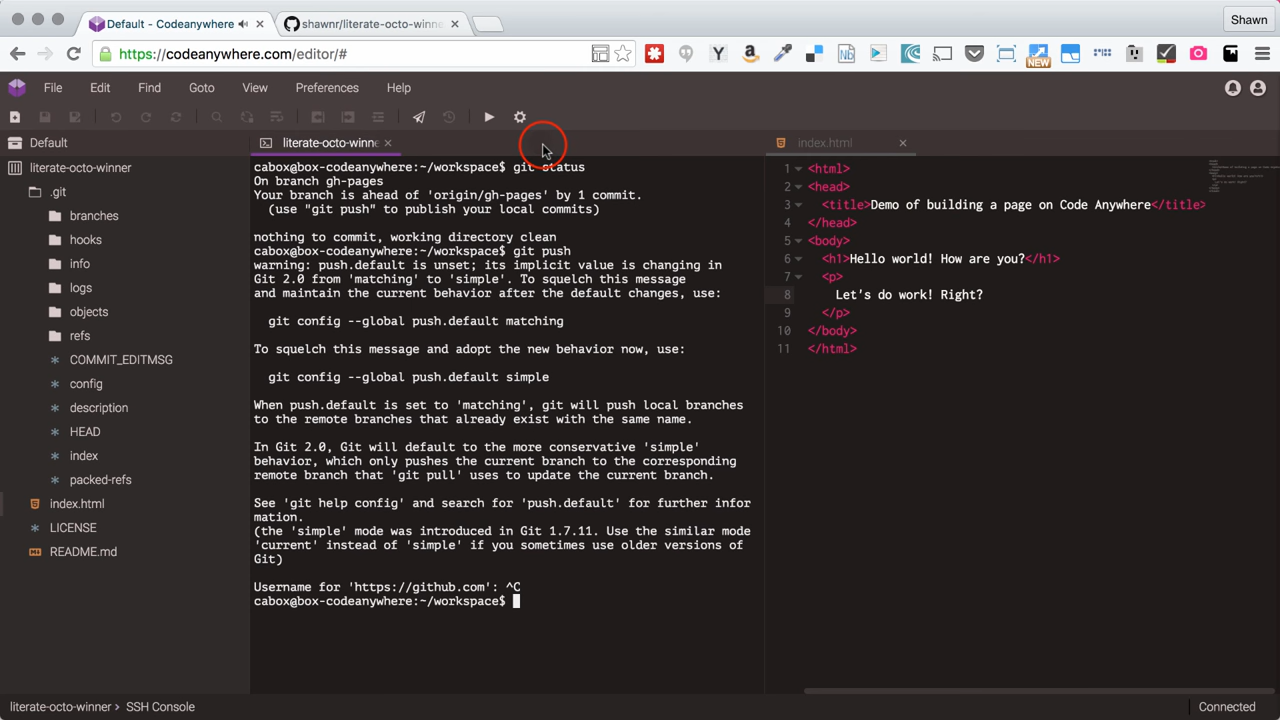 Default - Codeanywhere
shawnr/literate-octo-winne
Shawn
https://codeanywhere.com/editor/#
NEW
File Edit Find Goto View Preferences Help
Default
literate-octo-winner
.git
branches
hooks
info
logs
objects
refs
COMMIT_EDITMSG
config
description
HEAD
index
packed-refs
index.html
LICENSE
README.md
literate-octo-winne
cabox@box-codeanywhere:~/workspace$ git status
On branch gh-pages
Your branch is ahead of 'origin/gh-pages' by 1 commit.
(use "git push" to publish your local commits)
nothing to commit, working directory clean
cabox@box-codeanywhere:~/workspace$ git push
warning: push.default is unset; its implicit value is changing in
Git 2.0 from 'matching' to 'simple'. To squelch this message
and maintain the current behavior after the default changes, use:
git config --global push.default matching
To squelch this message and adopt the new behavior now, use:
git config --global push.default simple
When push.default is set to 'matching', git will push local branches
to the remote branches that already exist with the same name.
In Git 2.0, Git will default to the more conservative 'simple'
behavior, which only pushes the current branch to the corresponding
remote branch that 'git pull' uses to update the current branch.
See 'git help config' and search for 'push.default' for further infor
mation.
(the 'simple' mode was introduced in Git 1.7.11. Use the similar mode
'current' instead of 'simple' if you sometimes use older versions of
Git)
Username for 'https://github.com': ^C
cabox@box-codeanywhere:~/workspace$
index.html
1 <html>
2 <head>
3 <title>Demo of building a page on Code Anywhere</title>
4 </head>
5 <body>
6 <h1>Hello world! How are you?</h1>
7 <p>
8 Let's do work! Right?
9 </p>
10 </body>
11 </html>
literate-octo-winner > SSH Console
Connected